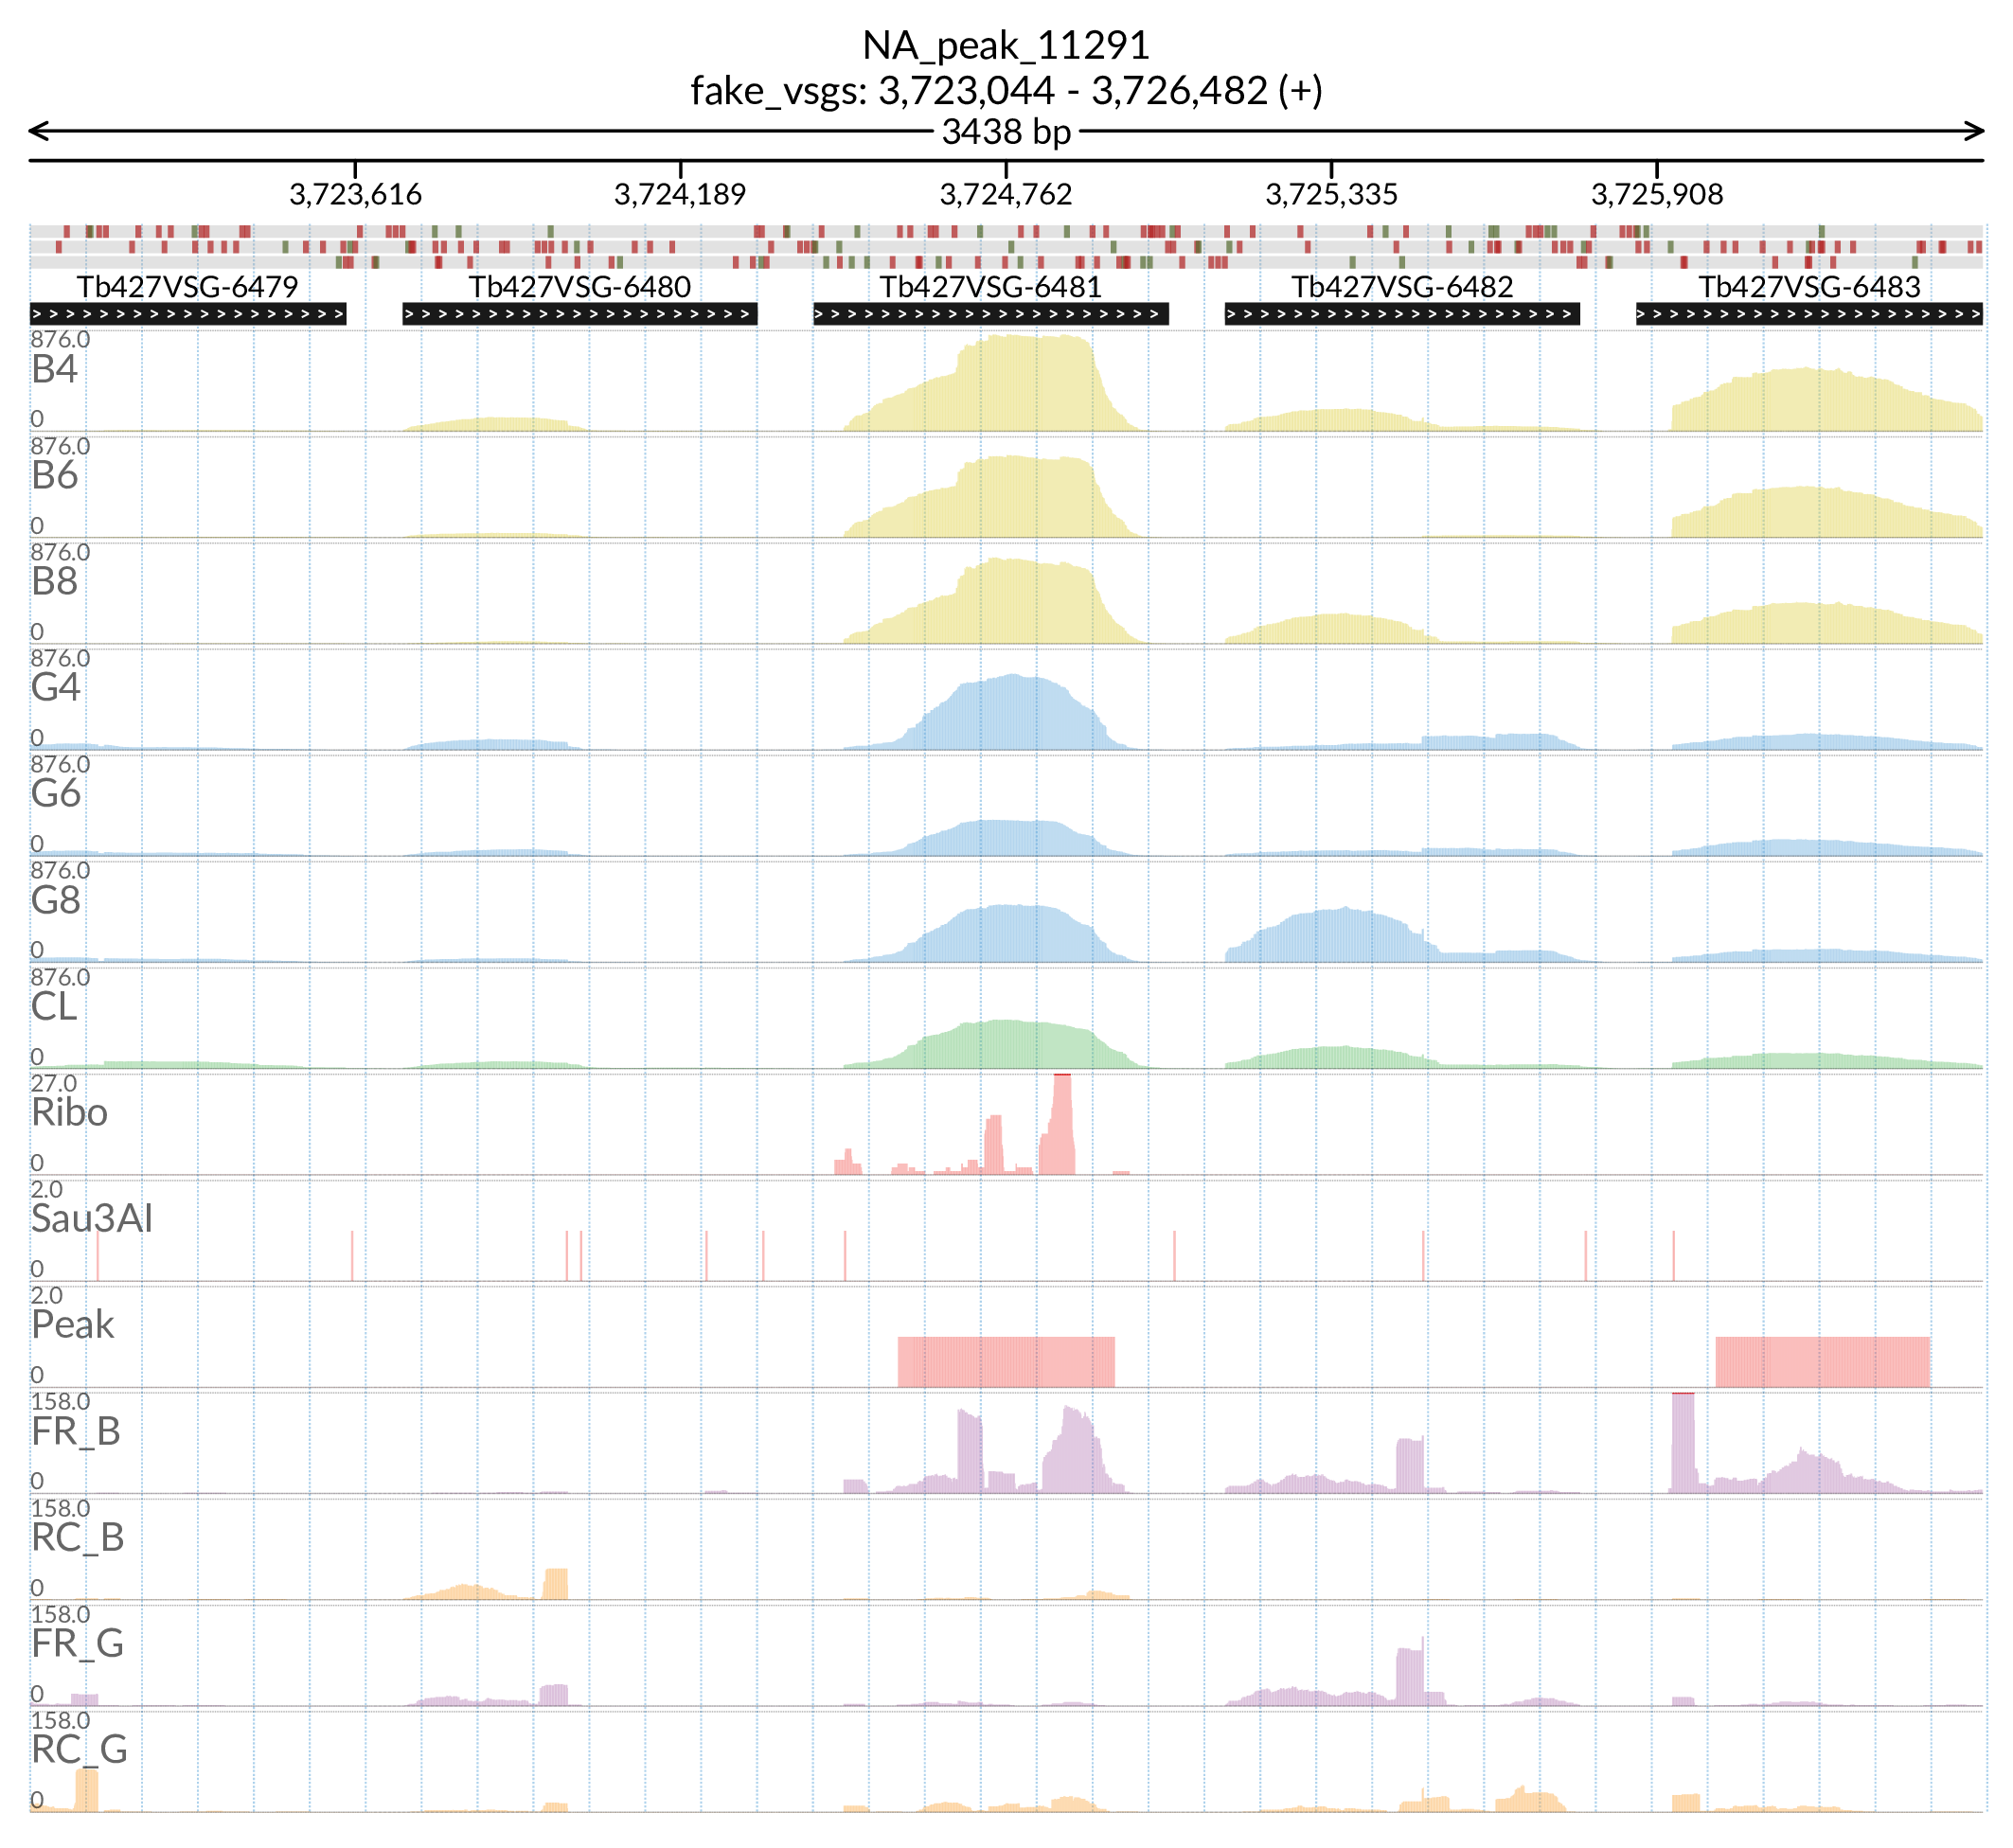 NA_peak_11291
fake_vsgs: 3,723,044 - 3,726,482 (+)
3438 bp
3,723,616 3,724,189 3,724,762 3,725,335 3,725,908
Tb427VSG-6479 Tb427VSG-6480 Tb427VSG-6481 Tb427VSG-6482 Tb427VSG-6483
876.0
B4
0
876.0
B6
0
876.0
B8
0
876.0
G4
0
876.0
G6
0
876.0
G8
0
876.0
CL
0
27.0
Ribo
0
2.0
Sau3AI
0
2.0
Peak
0
158.0
FR_B
0
158.0
RC_B
0
158.0
FR_G
0
158.0
RC_G
0